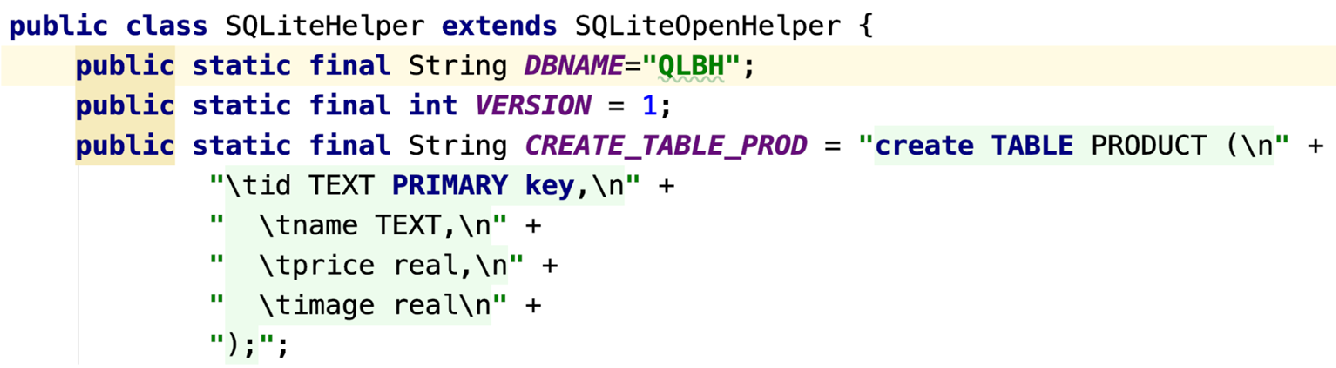 public class SQLiteHelper extends SQLiteOpenHelper {
public static final String DBNAME="QLBH";
public static final int VERSION = 1;
public static final String CREATE_TABLE_PROD = "create TABLE PRODUCT (\n" +
"\tid TEXT PRIMARY key,\n" +
"  \tname TEXT,\n" +
"  \tprice real,\n" +
"  \timage real\n" +
");";